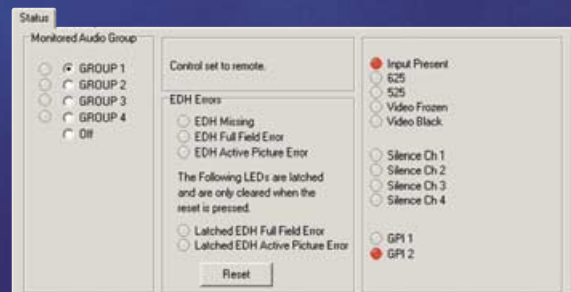 Status
Monitored Audio Group
GROUP 1
GROUP 2
GROUP 3
GROUP 4
Off
Control set to remote.
EDH Errors
EDH Missing
EDH Full Field Error
EDH Active Picture Error
The Following LEDs are latched
and are only cleared when the
reset is pressed.
Latched EDH Full Field Error
Latched EDH Active Picture Error
Reset
Input Present
625
525
Video Frozen
Video Black
Silence Ch 1
Silence Ch 2
Silence Ch 3
Silence Ch 4
GPI 1
GPI 2